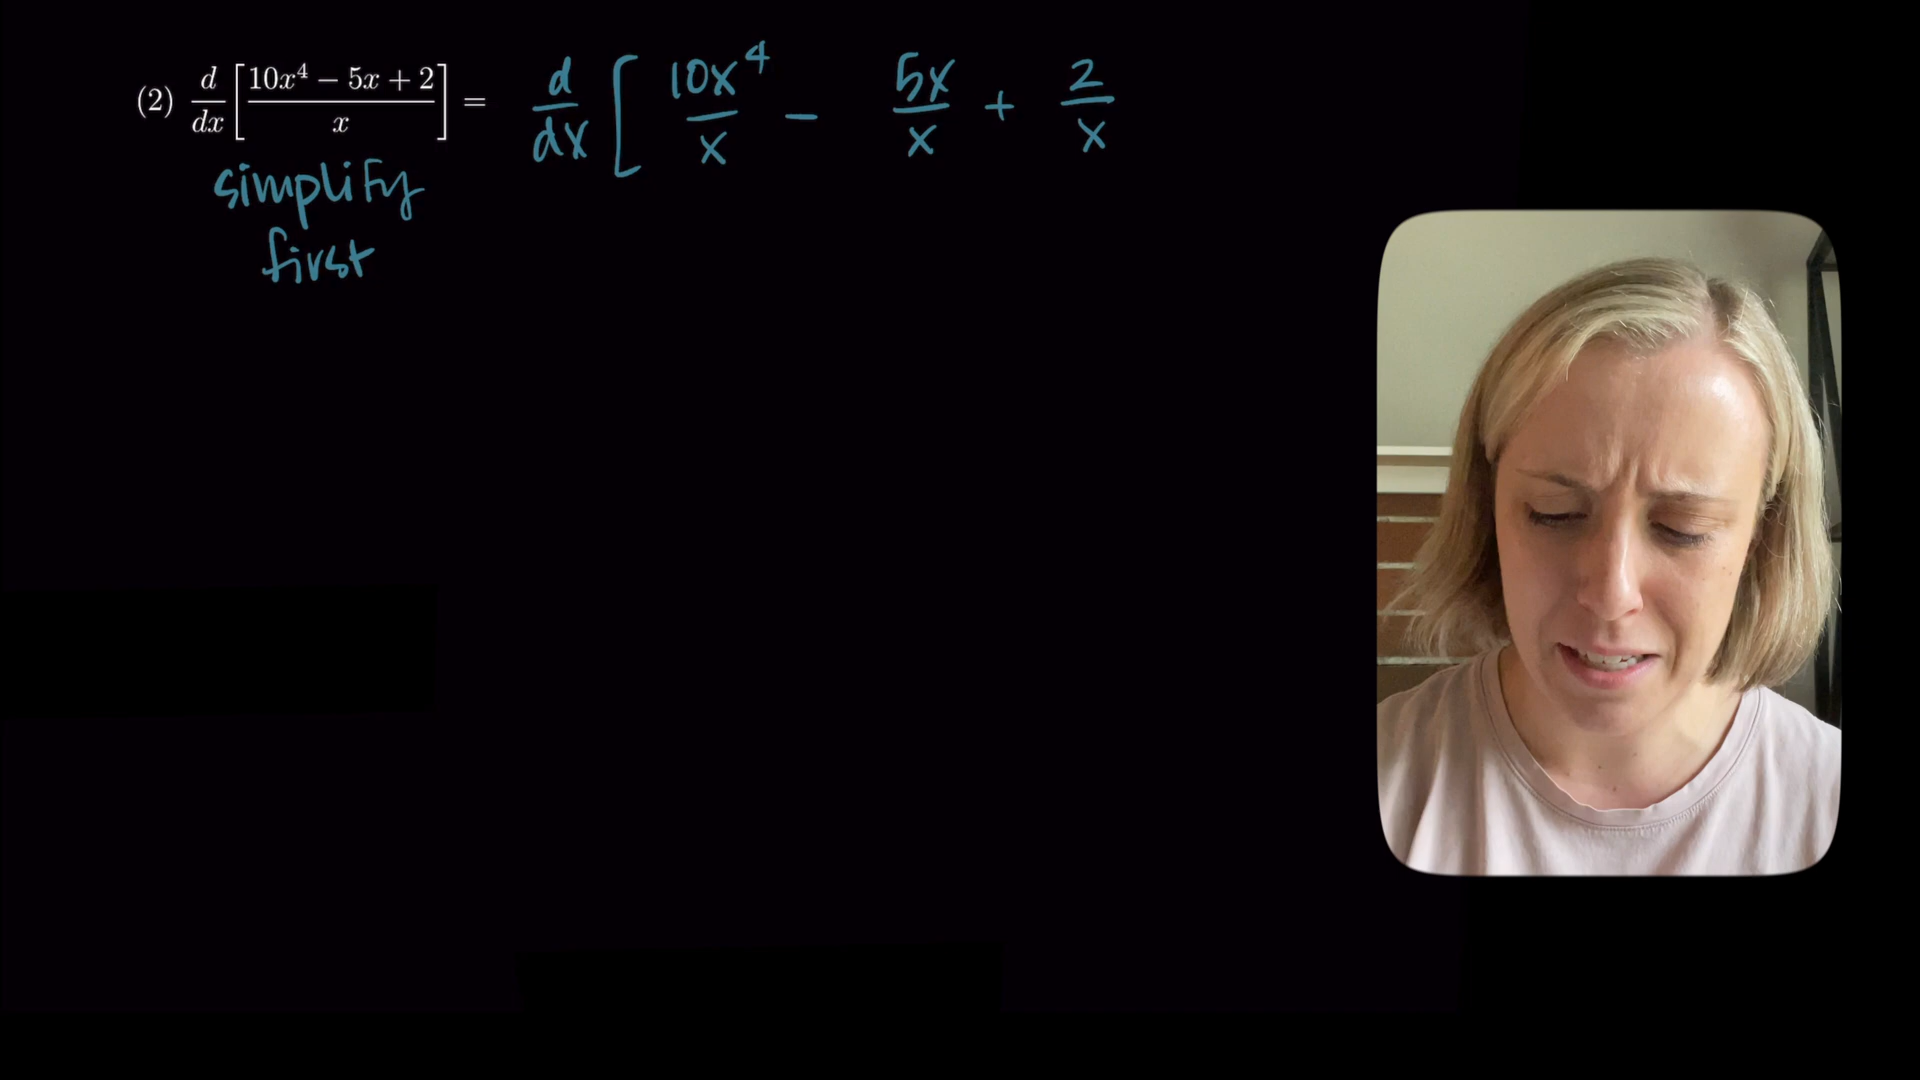 (2) d/dx [10x⁴ − 5x + 2 / x] = d/dx [ 10x⁴/x − 5x/x + 2/x
simplify
first